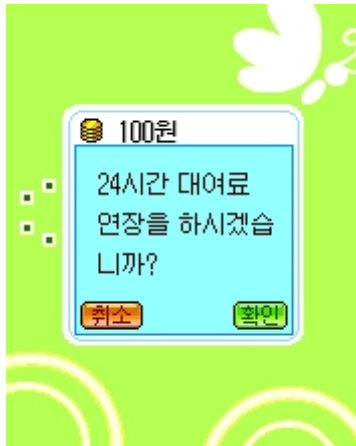 100원
24시간 대여료
연장을 하시겠습
니까?
취소 확인